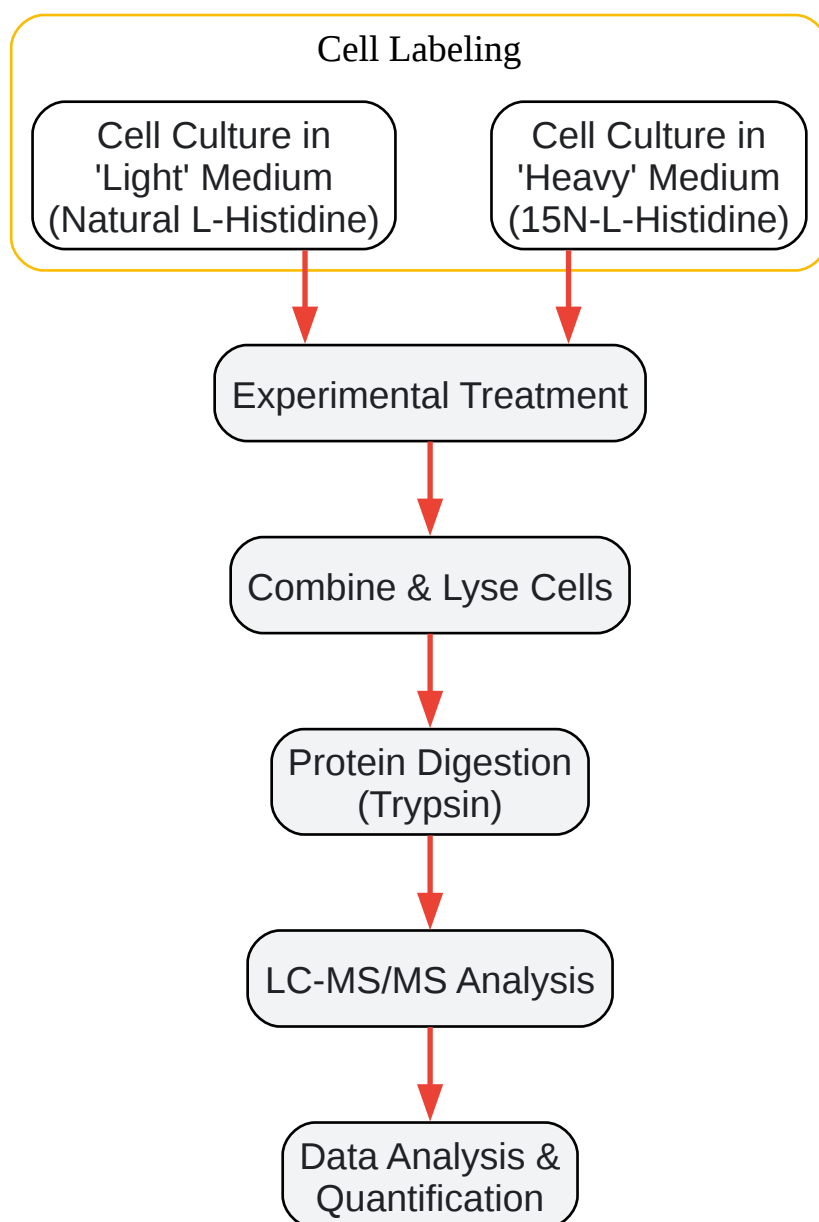 Cell Labeling
Cell Culture in
'Light' Medium
(Natural L-Histidine)
Cell Culture in
'Heavy' Medium
(15N-L-Histidine)
Experimental Treatment
Combine & Lyse Cells
Protein Digestion
(Trypsin)
LC-MS/MS Analysis
Data Analysis &
Quantification